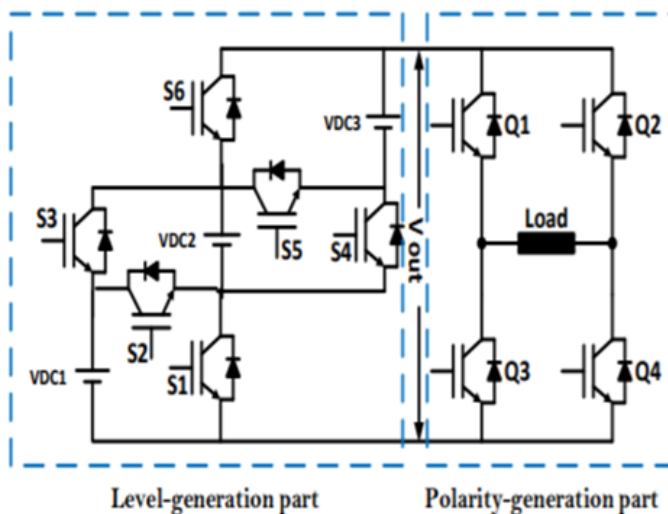 S6
VDC3
Q1
Q2
S3
VDC2
S5
S4
V out
Load
S2
VDC1
S1
Q3
Q4
Level-generation part
Polarity-generation part